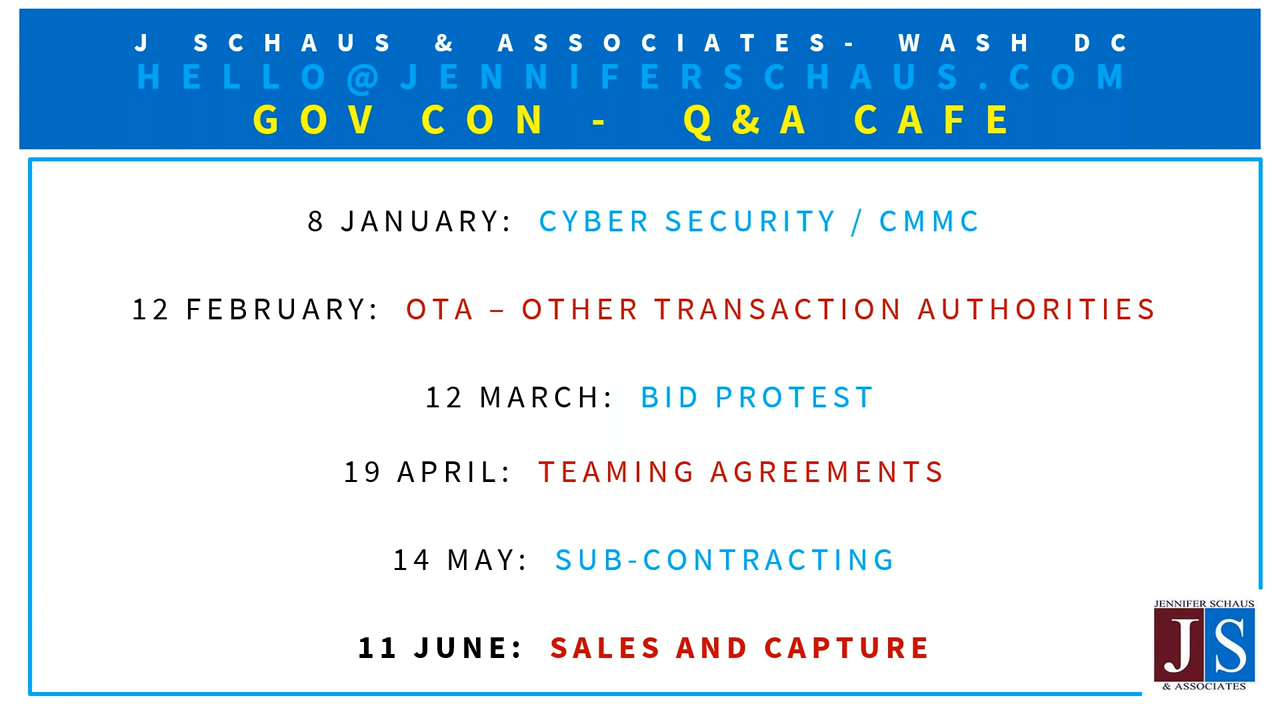 J SCHAUS & ASSOCIATES- WASH DC
HELLO@JENNIFERSCHAUS.COM
GOV CON - Q&A CAFE
8 JANUARY: CYBER SECURITY / CMMC
12 FEBRUARY: OTA – OTHER TRANSACTION AUTHORITIES
12 MARCH: BID PROTEST
19 APRIL: TEAMING AGREEMENTS
14 MAY: SUB-CONTRACTING
11 JUNE: SALES AND CAPTURE
JENNIFER SCHAUS
JS
& ASSOCIATES